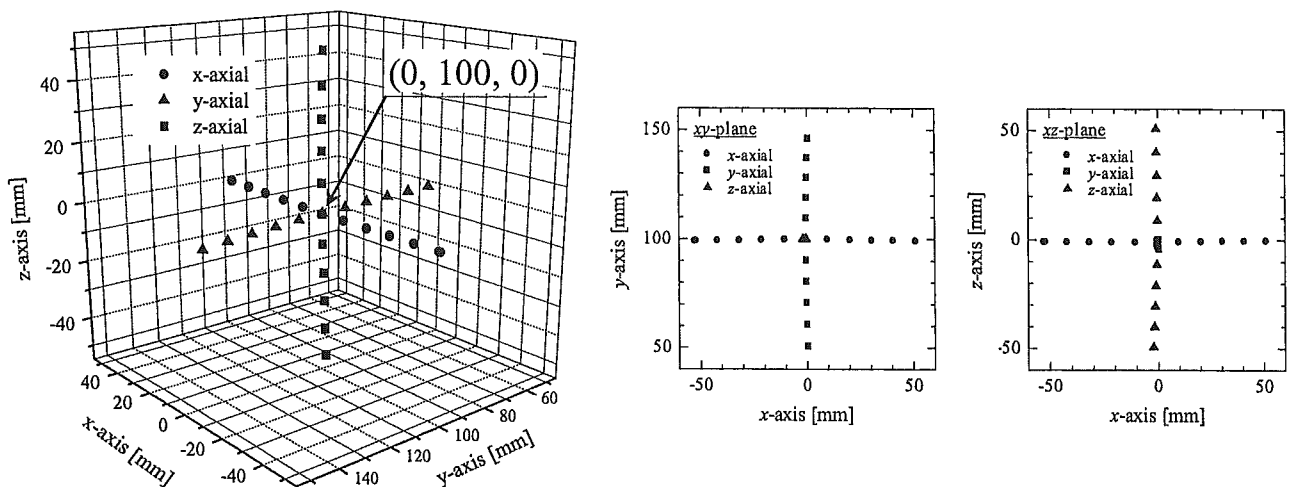 40
20
0
-20
-40
z-axis [mm]
x-axial
y-axial
z-axial
(0, 100, 0)
40
20
0
-20
-40
x-axis [mm]
140
120
100
80
60
y-axis [mm]
xy-plane
x-axial
y-axial
z-axial
150
100
50
y-axis [mm]
-50
0
50
x-axis [mm]
xz-plane
x-axial
y-axial
z-axial
50
0
-50
z-axis [mm]
-50
0
50
x-axis [mm]